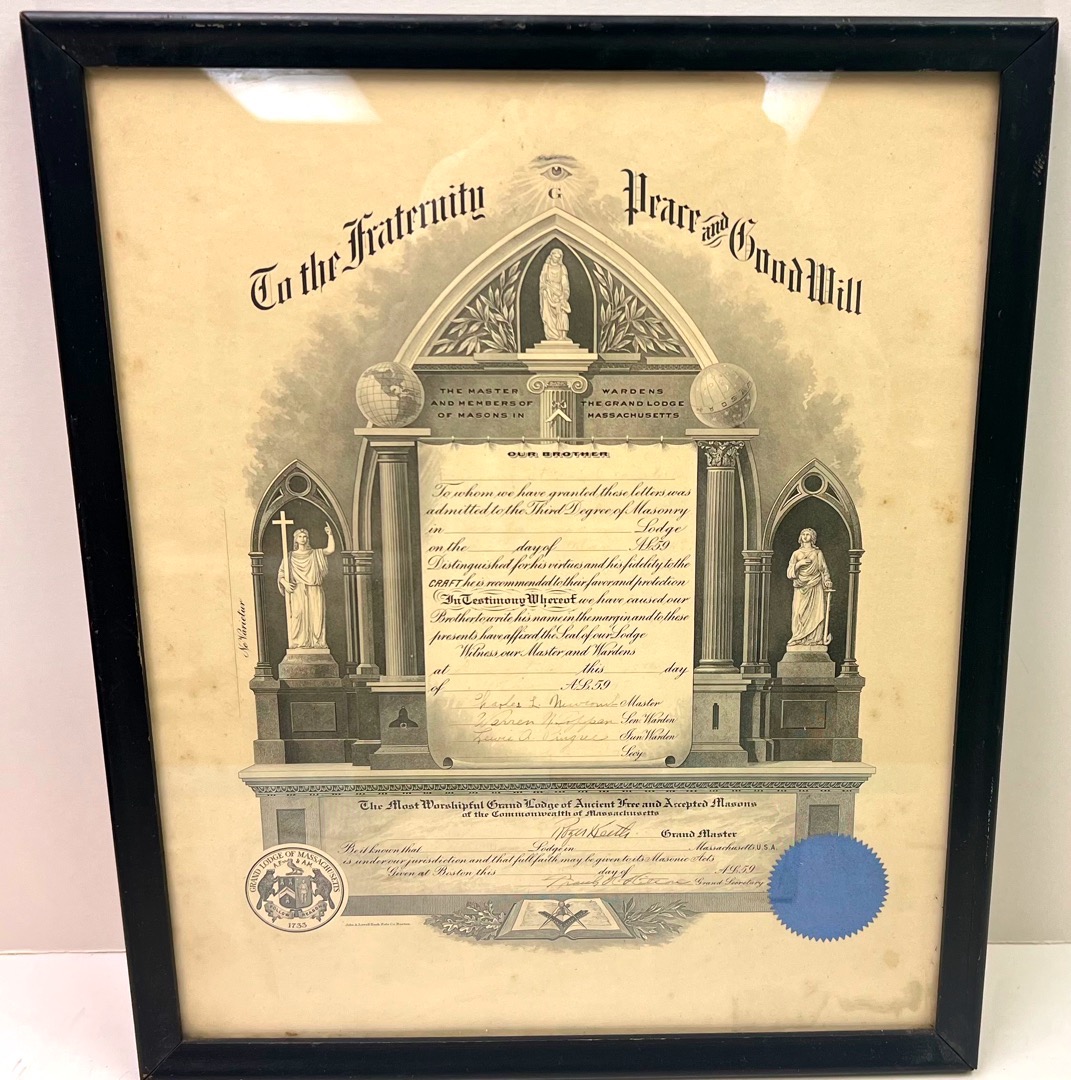 To the Fraternity Peace and Good Will
G
THE MASTER WARDENS
AND MEMBERS OF THE GRAND LODGE
OF MASONS IN MASSACHUSETTS
OUR BROTHER
To whom we have granted these letters was
admitted to the Third Degree of Masonry
in Lodge
on the day of A.L.59
Distinguished for his virtues and his fidelity to the
CRAFT he is recommended to their favor and protection
In Testimony Whereof we have caused our
Brother to write his name in the margin and to these
presents have affixed the Seal of our Lodge
Witness, our Master, and Wardens
at this day
of A.L.59
Charles L. Newcomb Master
Warren Sen. Warden
Lewie A. Pingree Jun. Warden
Secy.
Ne Varietur
The Most Worshipful Grand Lodge of Ancient Free and Accepted Masons
of the Commonwealth of Massachusetts
Roger Keith Grand Master
Be it known that Lodge in Massachusetts U.S.A.
is under our jurisdiction and that full faith may be given to its Masonic Acts
Given at Boston, this day of A.L.59
Grand Secretary
GRAND LODGE OF MASSACHUSETTS
A.F. & A.M.
1733